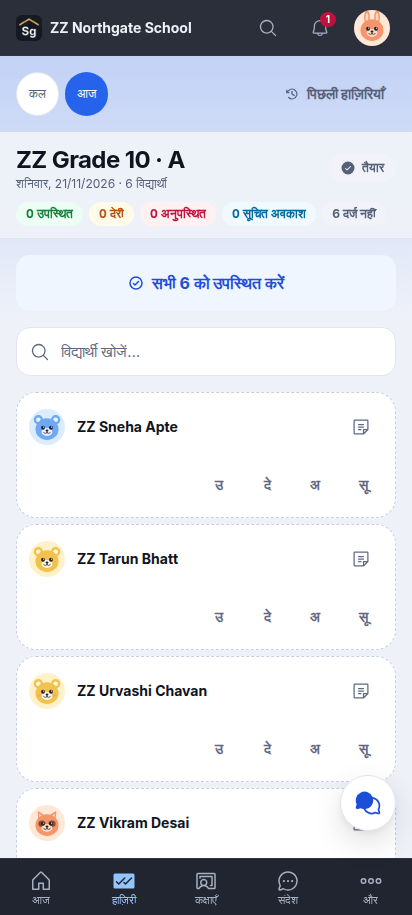 Sg ZZ Northgate School 1
कल आज पिछली हाज़िरियाँ
ZZ Grade 10 · A
शनिवार, 21/11/2026 · 6 विद्यार्थी
तैयार
0 उपस्थित 0 देरी 0 अनुपस्थित 0 सूचित अवकाश 6 दर्ज नहीं
सभी 6 को उपस्थित करें
विद्यार्थी खोजें...
ZZ Sneha Apte
उ दे अ सू
ZZ Tarun Bhatt
उ दे अ सू
ZZ Urvashi Chavan
उ दे अ सू
ZZ Vikram Desai
आज हाज़िरी कक्षाएँ संदेश और